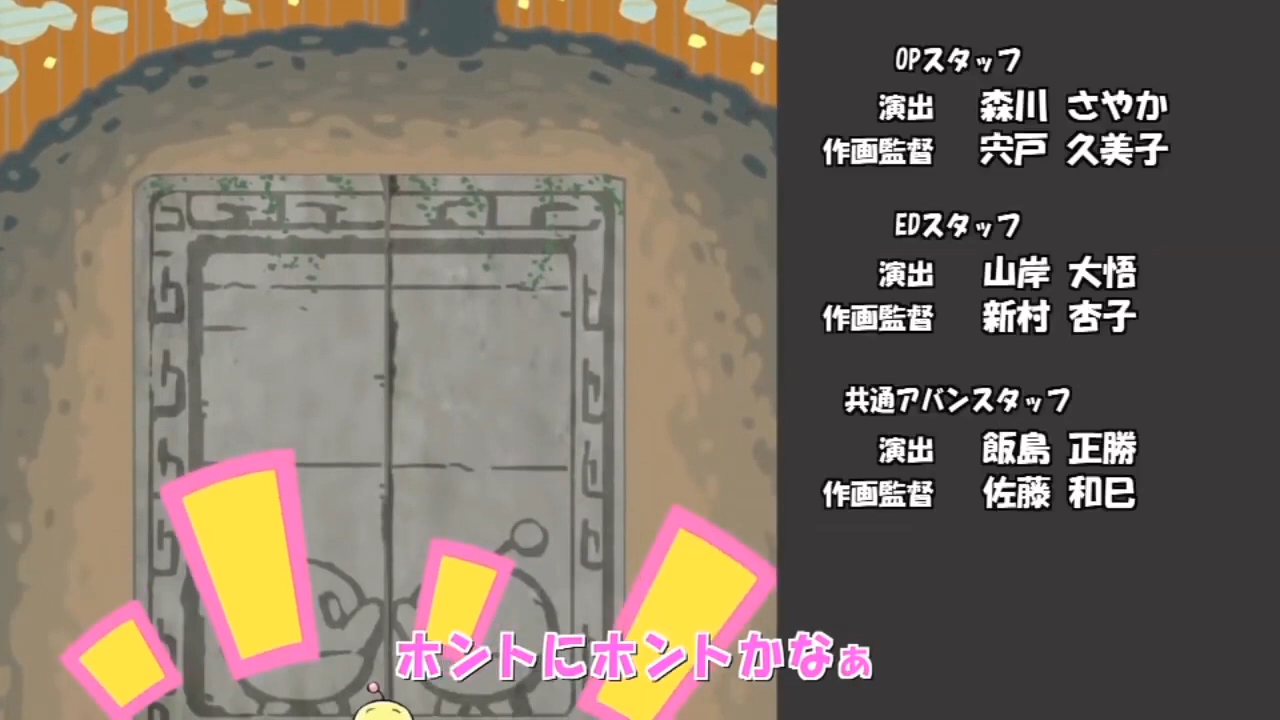 OPスタッフ
演出 森川 さやか
作画監督 宍戸 久美子
EDスタッフ
演出 山岸 大悟
作画監督 新村 杏子
共通アバンスタッフ
演出 飯島 正勝
作画監督 佐藤 和巳
ホントにホントかなぁ